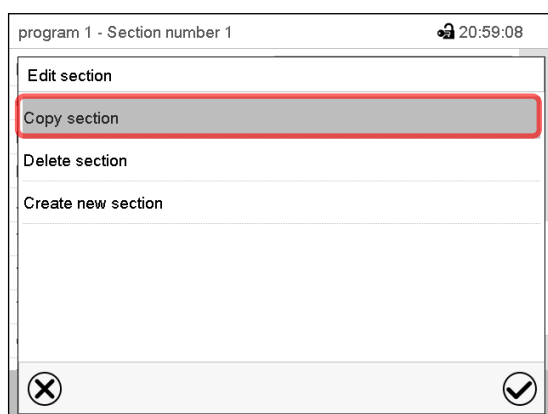 program 1 - Section number 1 20:59:08
Edit section
Copy section
Delete section
Create new section